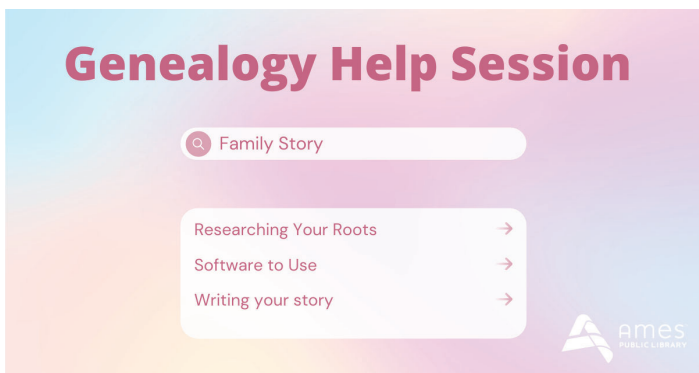 Genealogy Help Session
Family Story
Researching Your Roots
Software to Use
Writing your story
Ames
PUBLIC LIBRARY